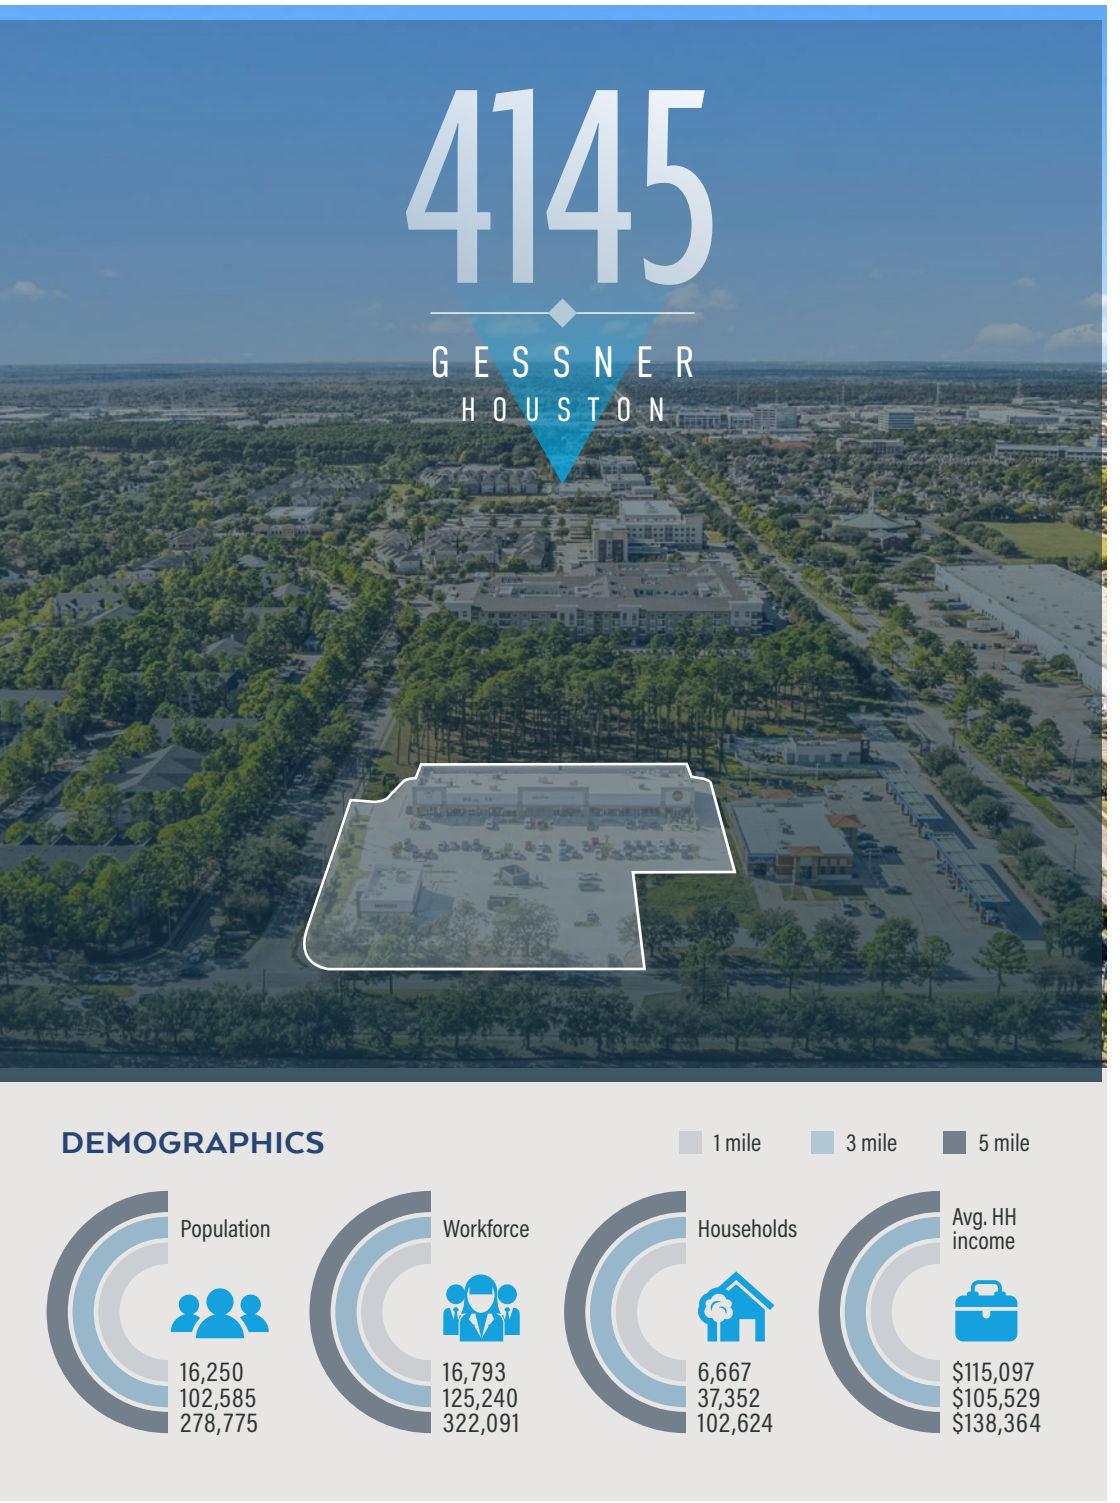 4145
GESSNER
HOUSTON
DEMOGRAPHICS
1 mile
3 mile
5 mile
Population
16,250
102,585
278,775
Workforce
16,793
125,240
322,091
Households
6,667
37,352
102,624
Avg. HH
income
$115,097
$105,529
$138,364